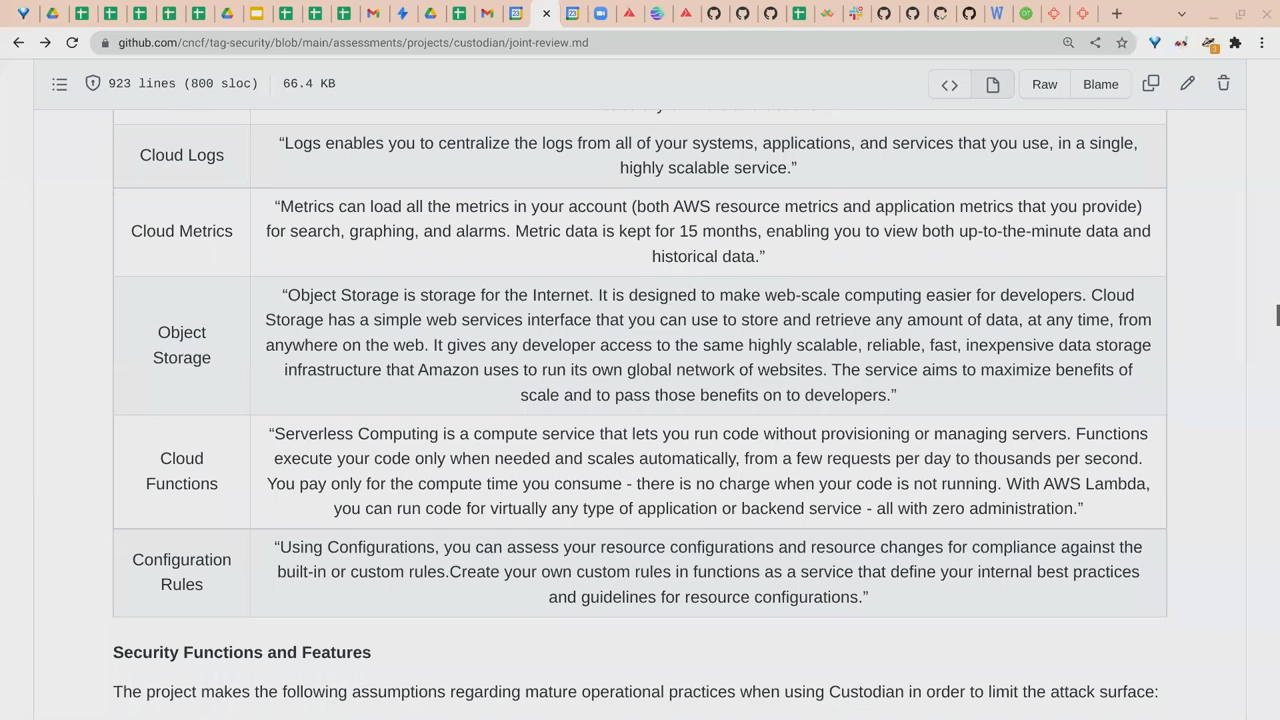 github.com/cncf/tag-security/blob/main/assessments/projects/custodian/joint-review.md
923 lines (800 sloc) 66.4 KB
Raw Blame
Cloud Logs
“Logs enables you to centralize the logs from all of your systems, applications, and services that you use, in a single,
highly scalable service.”
Cloud Metrics
“Metrics can load all the metrics in your account (both AWS resource metrics and application metrics that you provide)
for search, graphing, and alarms. Metric data is kept for 15 months, enabling you to view both up-to-the-minute data and
historical data.”
Object
Storage
“Object Storage is storage for the Internet. It is designed to make web-scale computing easier for developers. Cloud
Storage has a simple web services interface that you can use to store and retrieve any amount of data, at any time, from
anywhere on the web. It gives any developer access to the same highly scalable, reliable, fast, inexpensive data storage
infrastructure that Amazon uses to run its own global network of websites. The service aims to maximize benefits of
scale and to pass those benefits on to developers.”
Cloud
Functions
“Serverless Computing is a compute service that lets you run code without provisioning or managing servers. Functions
execute your code only when needed and scales automatically, from a few requests per day to thousands per second.
You pay only for the compute time you consume - there is no charge when your code is not running. With AWS Lambda,
you can run code for virtually any type of application or backend service - all with zero administration.”
Configuration
Rules
“Using Configurations, you can assess your resource configurations and resource changes for compliance against the
built-in or custom rules.Create your own custom rules in functions as a service that define your internal best practices
and guidelines for resource configurations.”
Security Functions and Features
The project makes the following assumptions regarding mature operational practices when using Custodian in order to limit the attack surface: